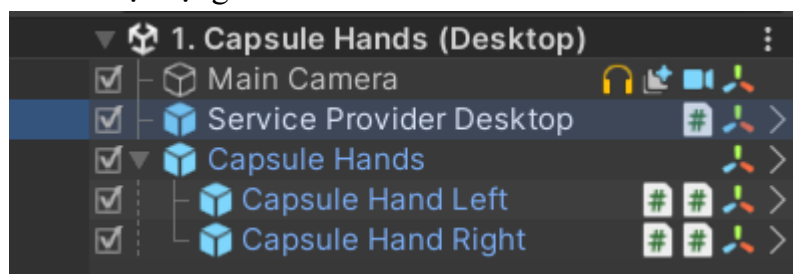 1. Capsule Hands (Desktop)
Main Camera
Service Provider Desktop
Capsule Hands
Capsule Hand Left
Capsule Hand Right